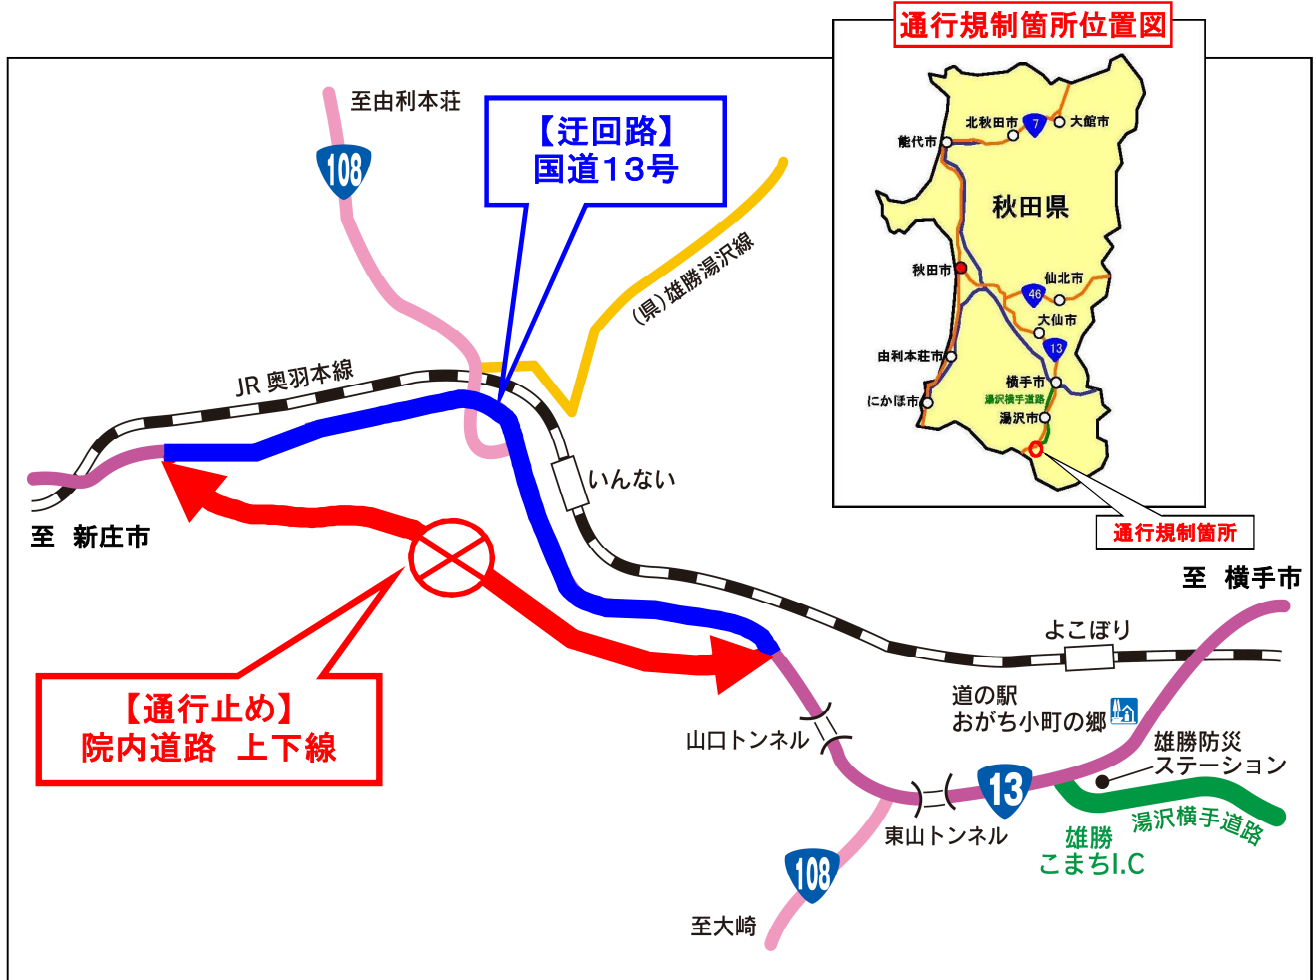 通行規制箇所位置図
北秋田市
7
大館市
能代市
秋田県
秋田市
仙北市
46
大仙市
13
由利本荘市
横手市
湯沢横手道路
にかほ市
湯沢市
通行規制箇所
至由利本荘
108
【迂回路】
国道13号
(県)雄勝湯沢線
JR 奥羽本線
いんない
至 新庄市
至 横手市
よこぼり
【通行止め】
院内道路 上下線
道の駅
おがち小町の郷
山口トンネル
雄勝防災
ステーション
13
東山トンネル
湯沢横手道路
雄勝
こまちI.C
108
至大崎